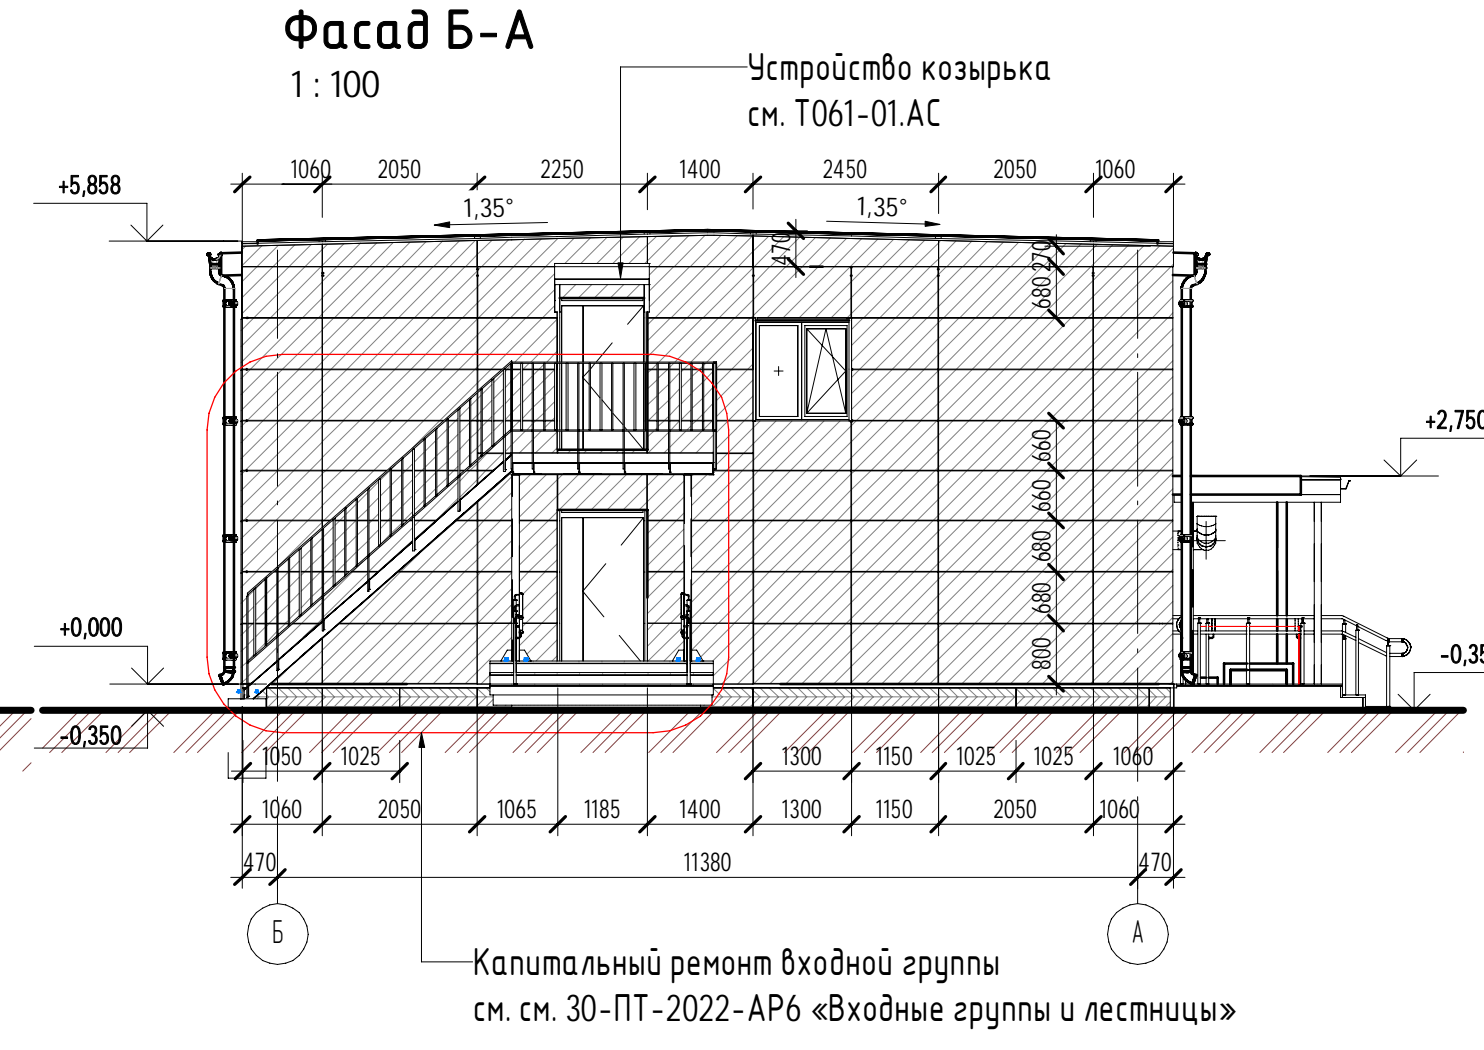 Фасад Б-А
1 : 100
Устройство козырька
см. Т061-01.АС
1060 2050 2250 1400 2450 2050 1060
+5,858
1,35° 1,35°
470
270
680
+2,750
660
660
680
680
800
+0,000
-0,35
-0,350
1050 1025 1300 1150 1025 1025 1060
1060 2050 1065 1185 1400 1300 1150 2050 1060
470 11380 470
Б А
Капитальный ремонт входной группы
см. см. 30-ПТ-2022-АР6 «Входные группы и лестницы»